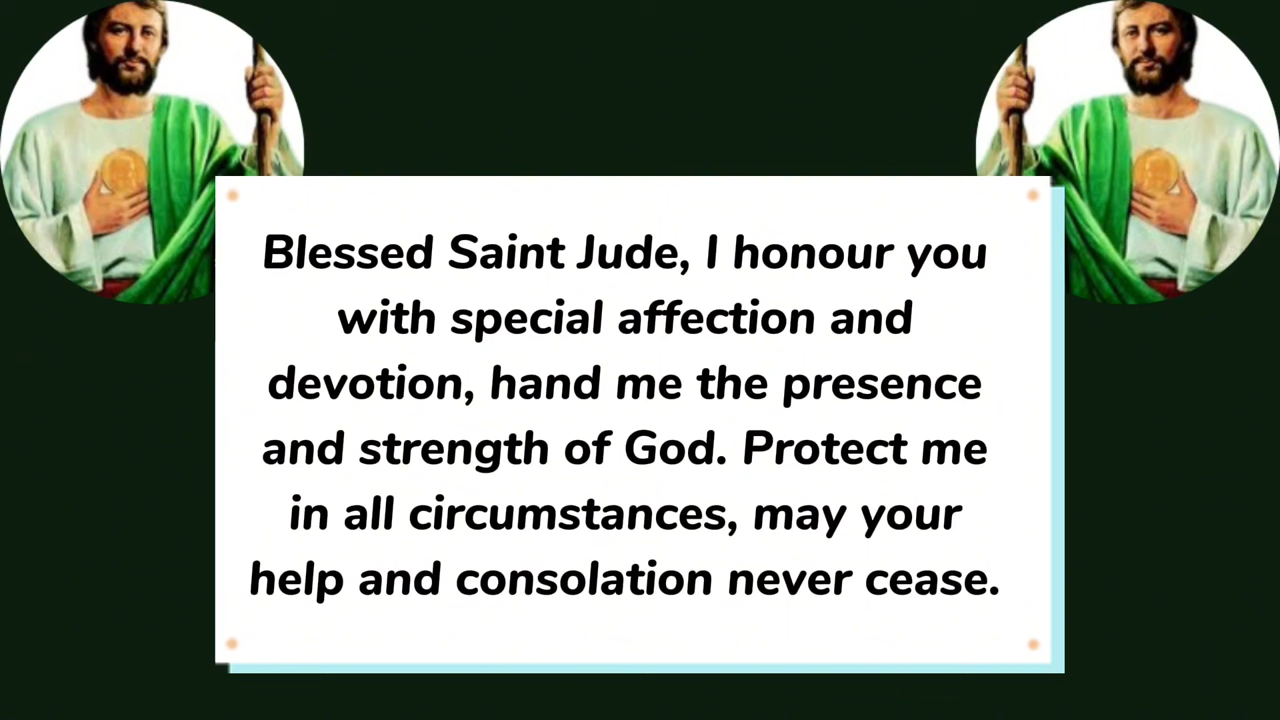 Blessed Saint Jude, I honour you
with special affection and
devotion, hand me the presence
and strength of God. Protect me
in all circumstances, may your
help and consolation never cease.